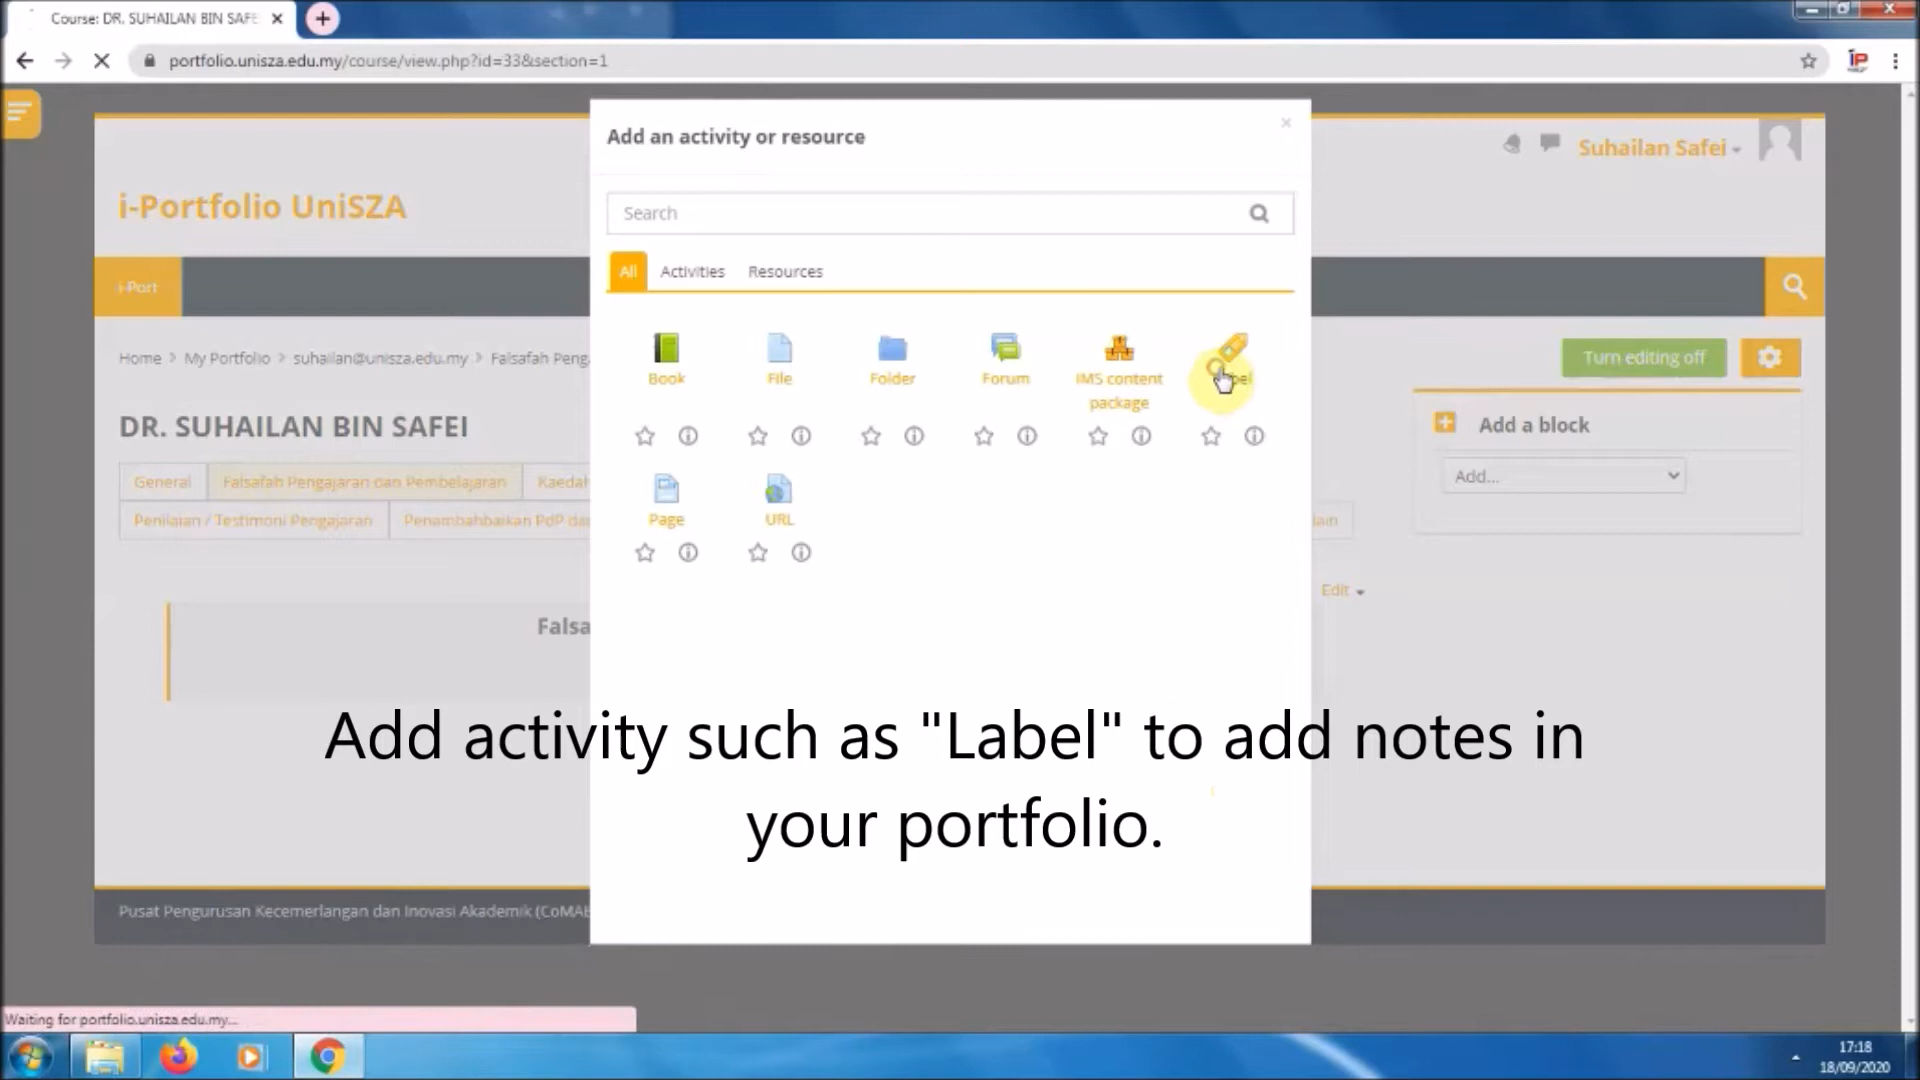 Course: DR. SUHAILAN BIN SAFE
portfolio.unisza.edu.my/course/view.php?id=33&section=1
Add an activity or resource
Suhailan Safei
i-Portfolio UniSZA
Search
All Activities Resources
i-Port
Book File Folder Forum IMS content package
Home My Portfolio suhailan@unisza.edu.my Falsafah
Turn editing off
DR. SUHAILAN BIN SAFEI
Add a block
Add...
General Falsafah Pengajaran dan Pembelajaran
Page URL
Penilaian / Testimoni Pengajaran Penambahbaikan PdP
Edit
Add activity such as "Label" to add notes in
your portfolio.
Pusat Pengurusan Kecemerlangan dan Inovasi Akademik
Waiting for portfolio.unisza.edu.my...
17:18
18/09/2020